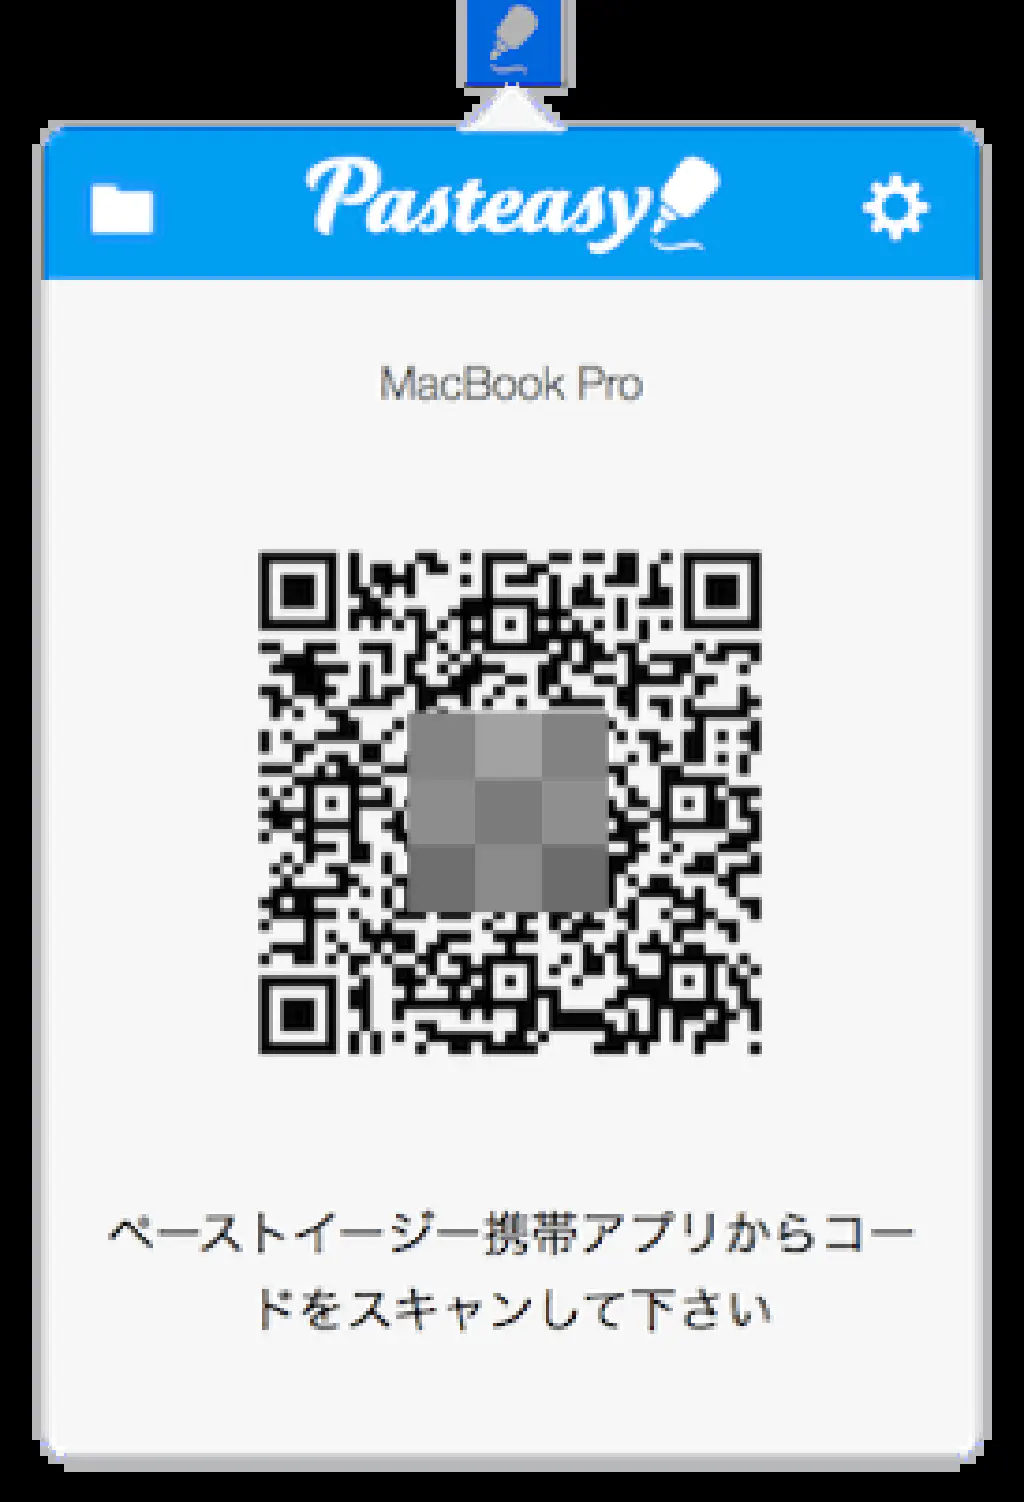 Pasteasy
MacBook Pro
ペーストイージー携帯アプリからコー
ドをスキャンして下さい